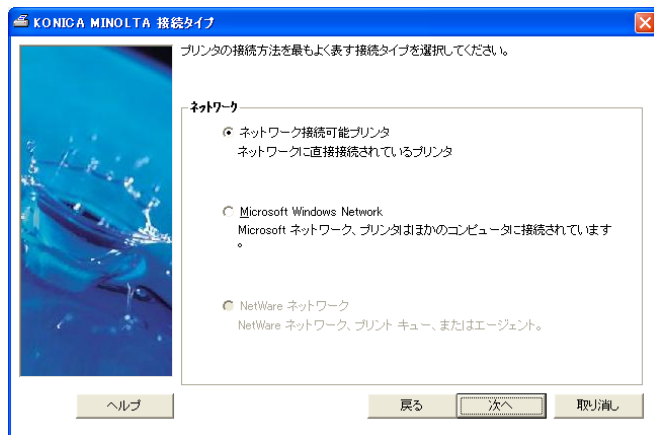 KONICA MINOLTA 接続タイプ
プリンタの接続方法を最もよく表す接続タイプを選択してください。
ネットワーク
ネットワーク接続可能プリンタ
ネットワークに直接接続されているプリンタ
Microsoft Windows Network
Microsoft ネットワーク、プリンタはほかのコンピュータに接続されています
。
NetWare ネットワーク
NetWare ネットワーク、プリント キュー、またはエージェント。
ヘルプ
戻る
次へ
取り消し